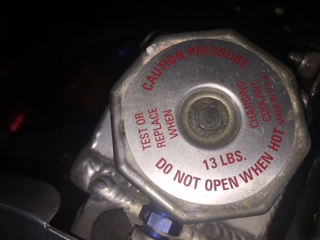 CAUTION PRESSURE
TEST OR
REPLACE
WHEN
CHANGING
COOLANT
13 LBS.
DO NOT OPEN WHEN HOT